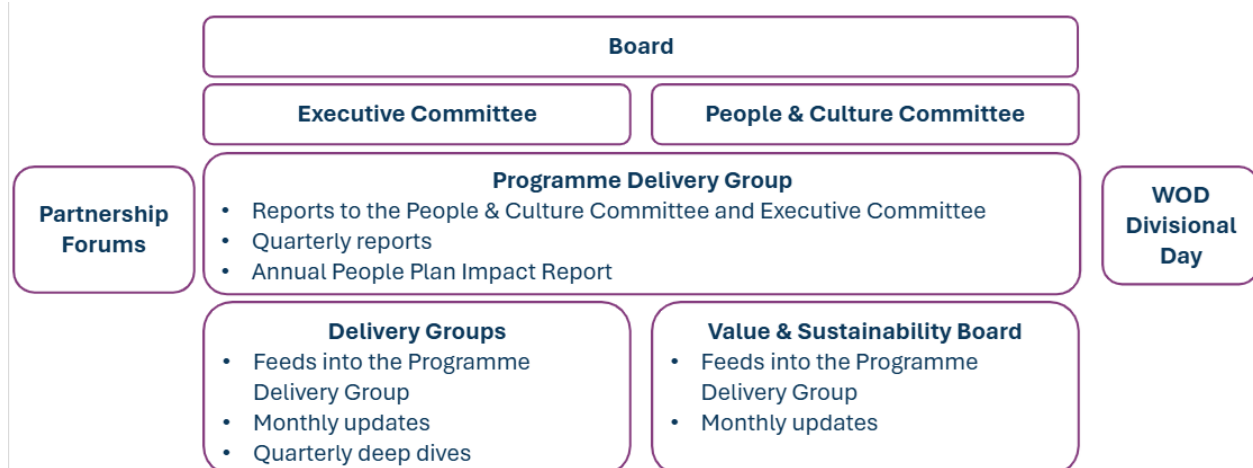 Board
Executive Committee
People & Culture Committee
Partnership
Forums
Programme Delivery Group
• Reports to the People & Culture Committee and Executive Committee
• Quarterly reports
• Annual People Plan Impact Report
WOD
Divisional
Day
Delivery Groups
• Feeds into the Programme
Delivery Group
• Monthly updates
• Quarterly deep dives
Value & Sustainability Board
• Feeds into the Programme
Delivery Group
• Monthly updates